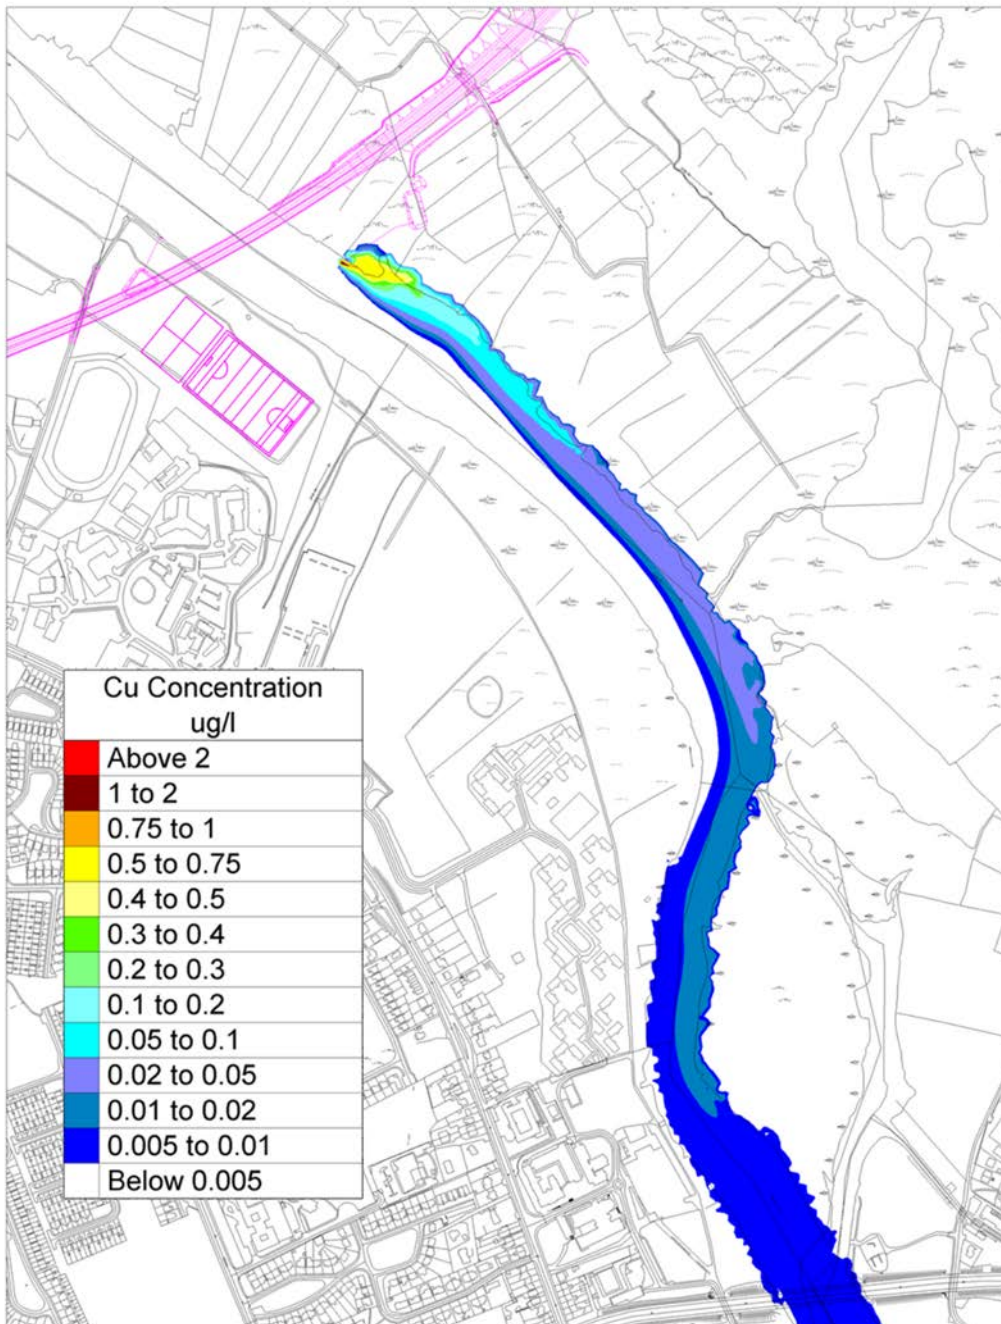 Cu Concentration
ug/l
Above 2
1 to 2
0.75 to 1
0.5 to 0.75
0.4 to 0.5
0.3 to 0.4
0.2 to 0.3
0.1 to 0.2
0.05 to 0.1
0.02 to 0.05
0.01 to 0.02
0.005 to 0.01
Below 0.005